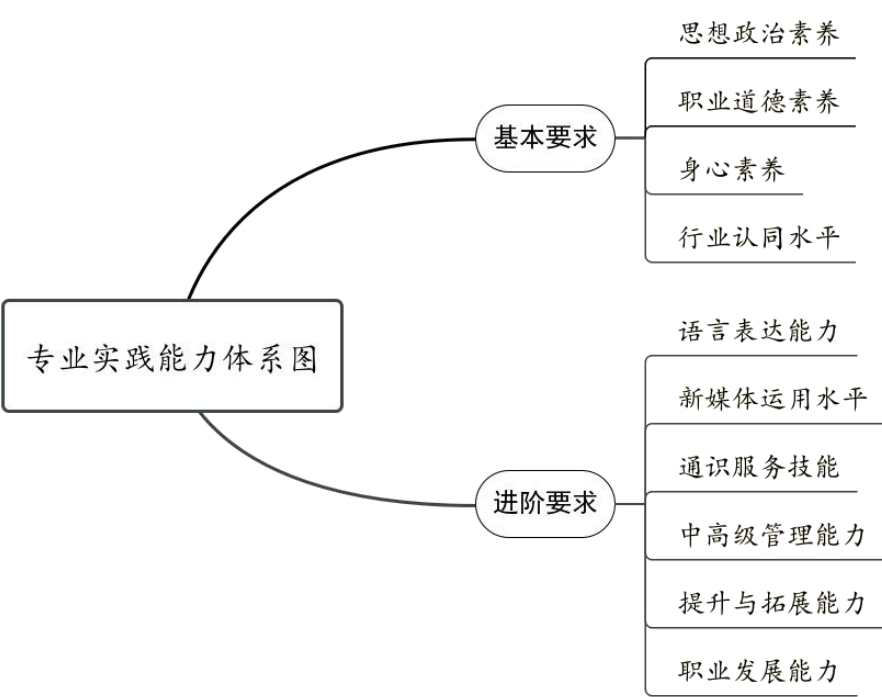 思想政治素养
职业道德素养
基本要求
身心素养
行业认同水平
专业实践能力体系图
语言表达能力
新媒体运用水平
通识服务技能
进阶要求
中高级管理能力
提升与拓展能力
职业发展能力